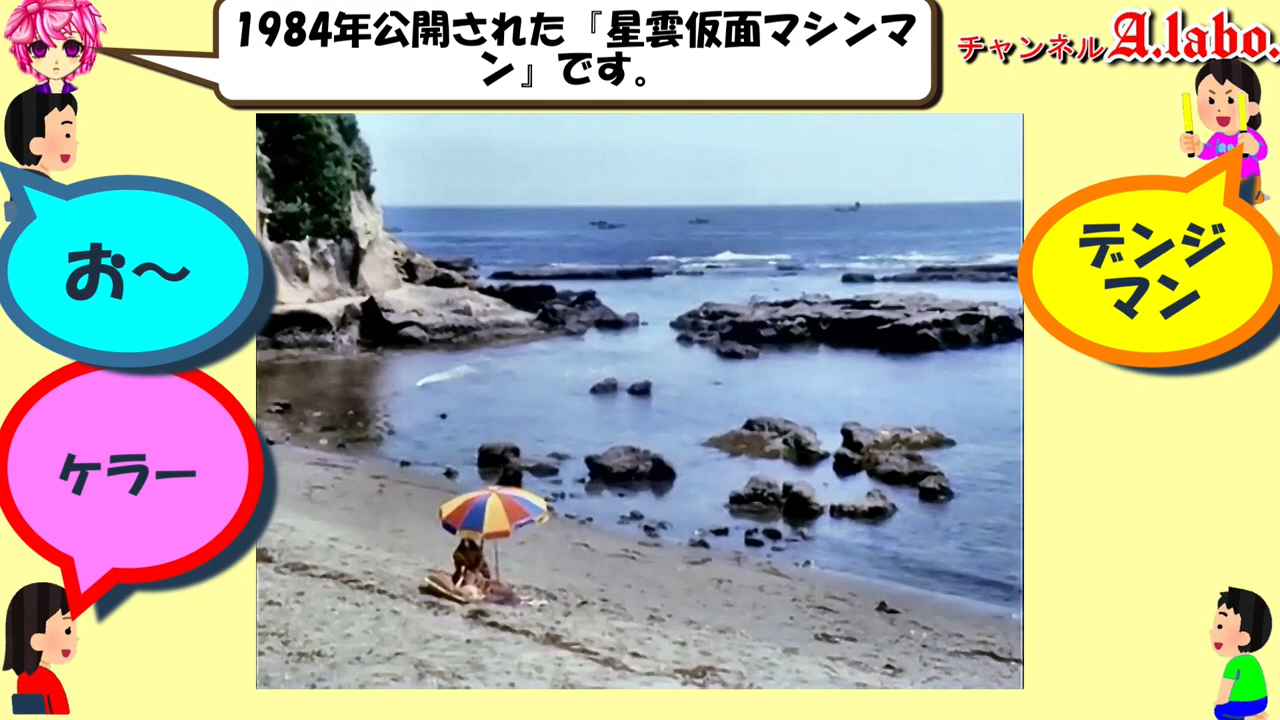 1984年公開された『星雲仮面マシンマ
ン』です。
チャンネルA.labo.
お～
デンジ
マン
ケラー